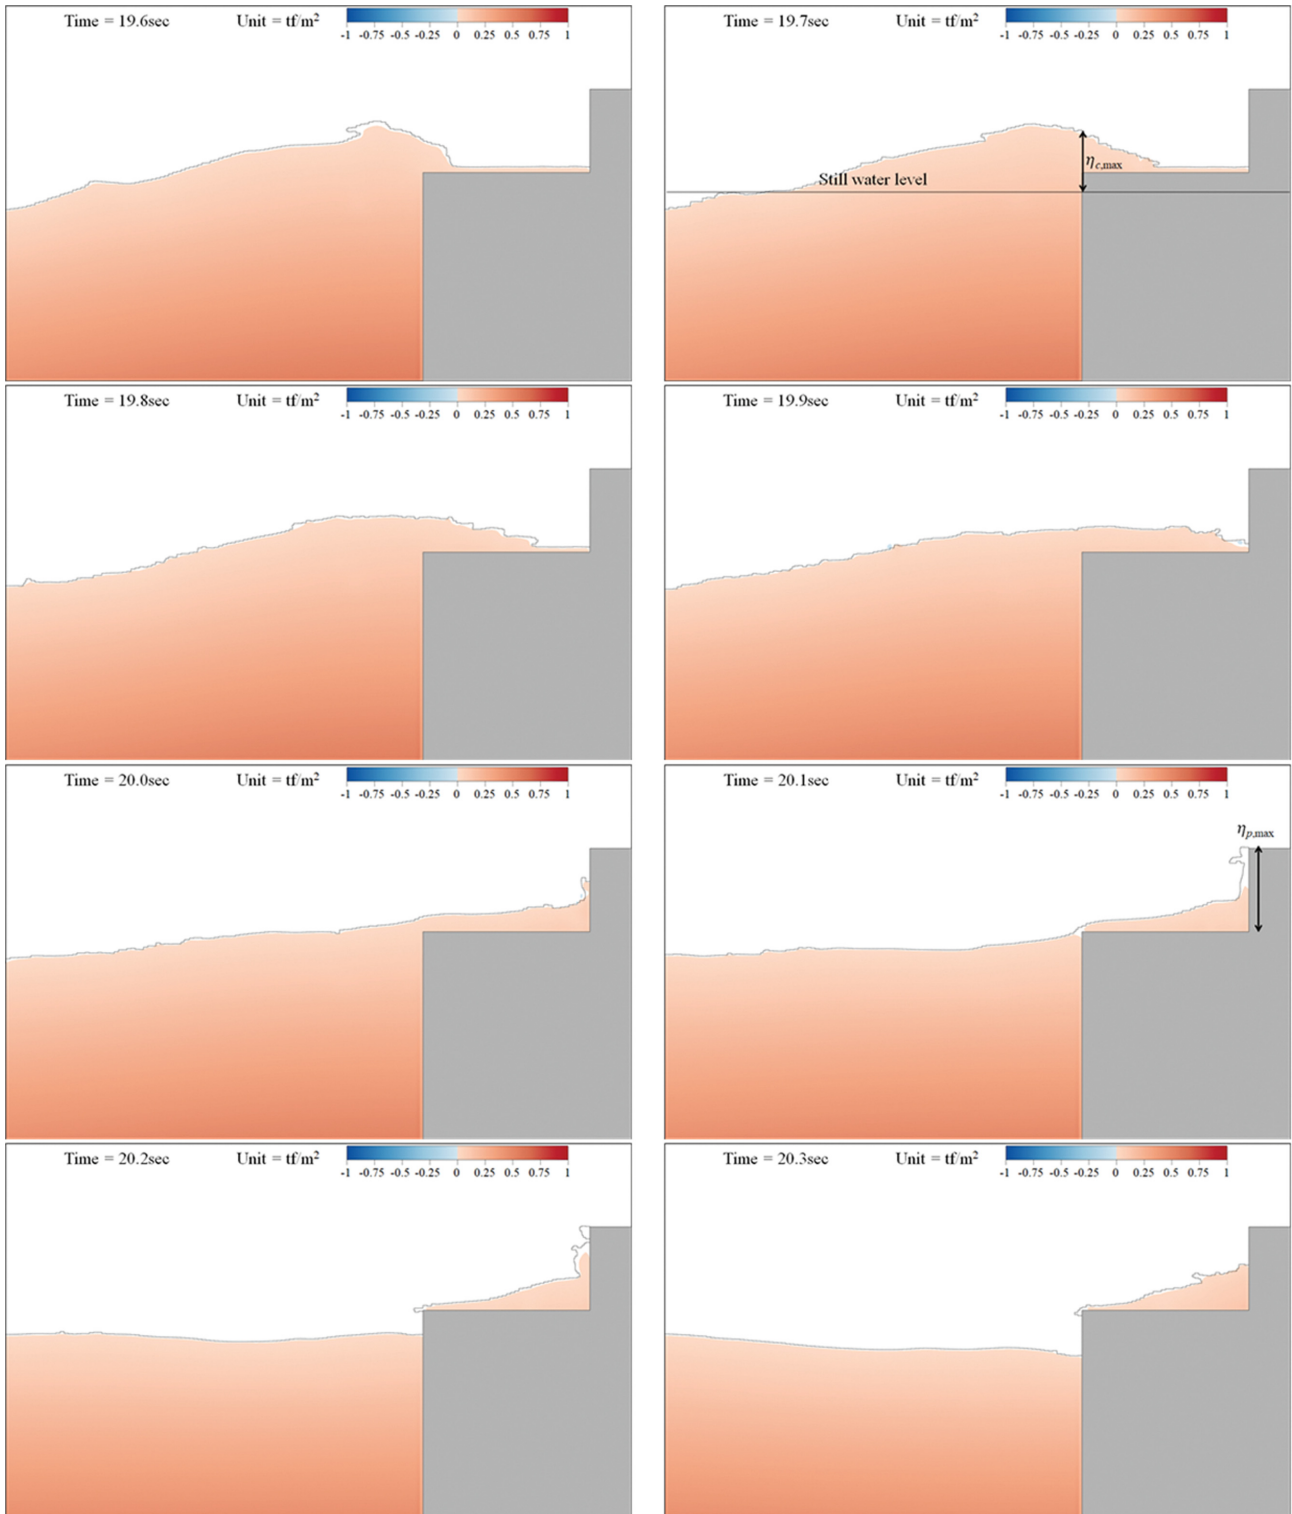 Time = 19.6sec Unit = tf/m²
-1 -0.75 -0.5 -0.25 0 0.25 0.5 0.75 1
Time = 19.7sec Unit = tf/m²
-1 -0.75 -0.5 -0.25 0 0.25 0.5 0.75 1
η c,max
Still water level
Time = 19.8sec Unit = tf/m²
-1 -0.75 -0.5 -0.25 0 0.25 0.5 0.75 1
Time = 19.9sec Unit = tf/m²
-1 -0.75 -0.5 -0.25 0 0.25 0.5 0.75 1
Time = 20.0sec Unit = tf/m²
-1 -0.75 -0.5 -0.25 0 0.25 0.5 0.75 1
Time = 20.1sec Unit = tf/m²
-1 -0.75 -0.5 -0.25 0 0.25 0.5 0.75 1
η p,max
Time = 20.2sec Unit = tf/m²
-1 -0.75 -0.5 -0.25 0 0.25 0.5 0.75 1
Time = 20.3sec Unit = tf/m²
-1 -0.75 -0.5 -0.25 0 0.25 0.5 0.75 1